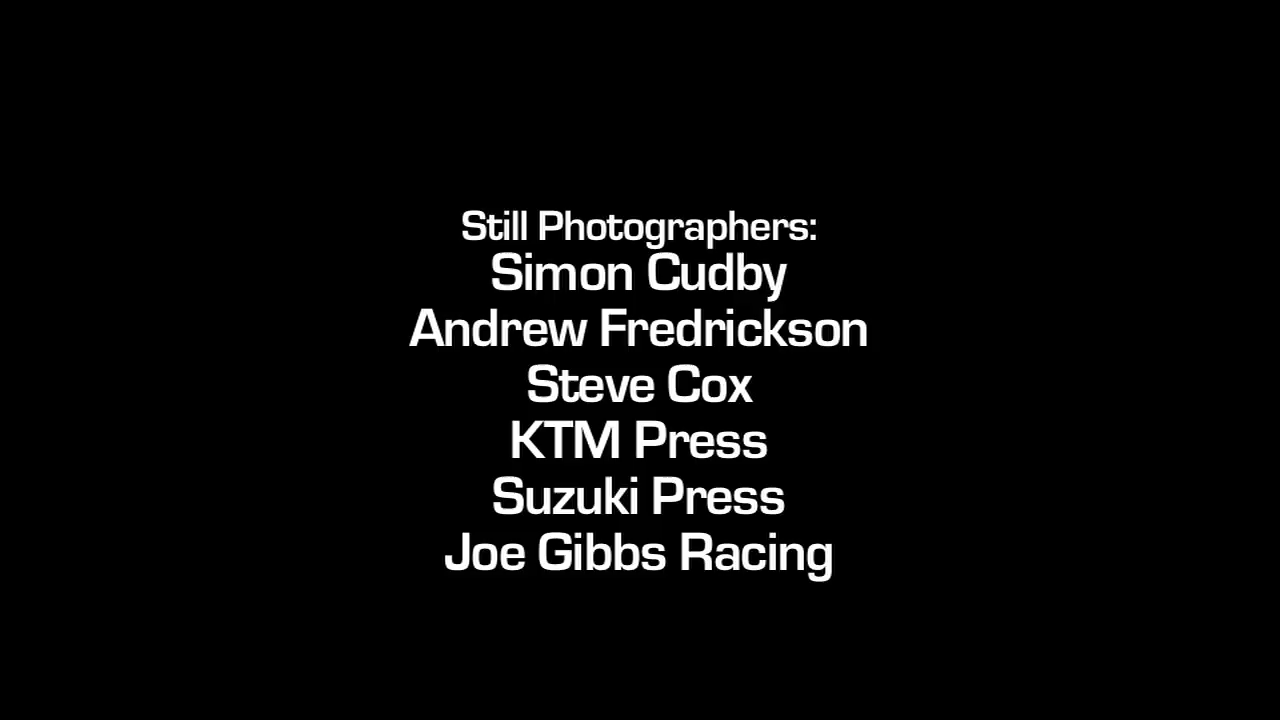 Still Photographers:
Simon Cudby
Andrew Fredrickson
Steve Cox
KTM Press
Suzuki Press
Joe Gibbs Racing